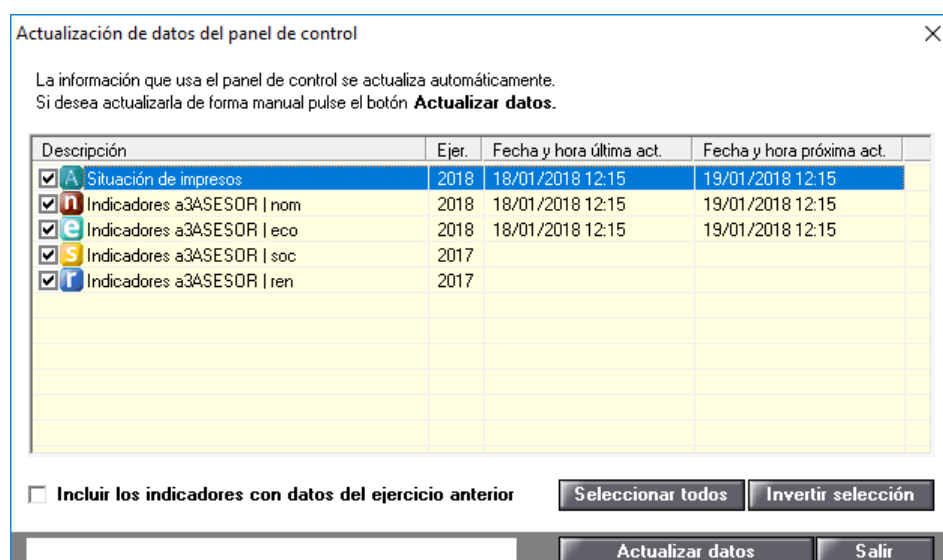 Actualización de datos del panel de control
La información que usa el panel de control se actualiza automáticamente.
Si desea actualizarla de forma manual pulse el botón Actualizar datos.
Descripción Ejer. Fecha y hora última act. Fecha y hora próxima act.
A Situación de impresos 2018 18/01/2018 12:15 19/01/2018 12:15
n Indicadores a3ASESOR | nom 2018 18/01/2018 12:15 19/01/2018 12:15
e Indicadores a3ASESOR | eco 2018 18/01/2018 12:15 19/01/2018 12:15
s Indicadores a3ASESOR | soc 2017
r Indicadores a3ASESOR | ren 2017
Incluir los indicadores con datos del ejercicio anterior Seleccionar todos Invertir selección
Actualizar datos Salir